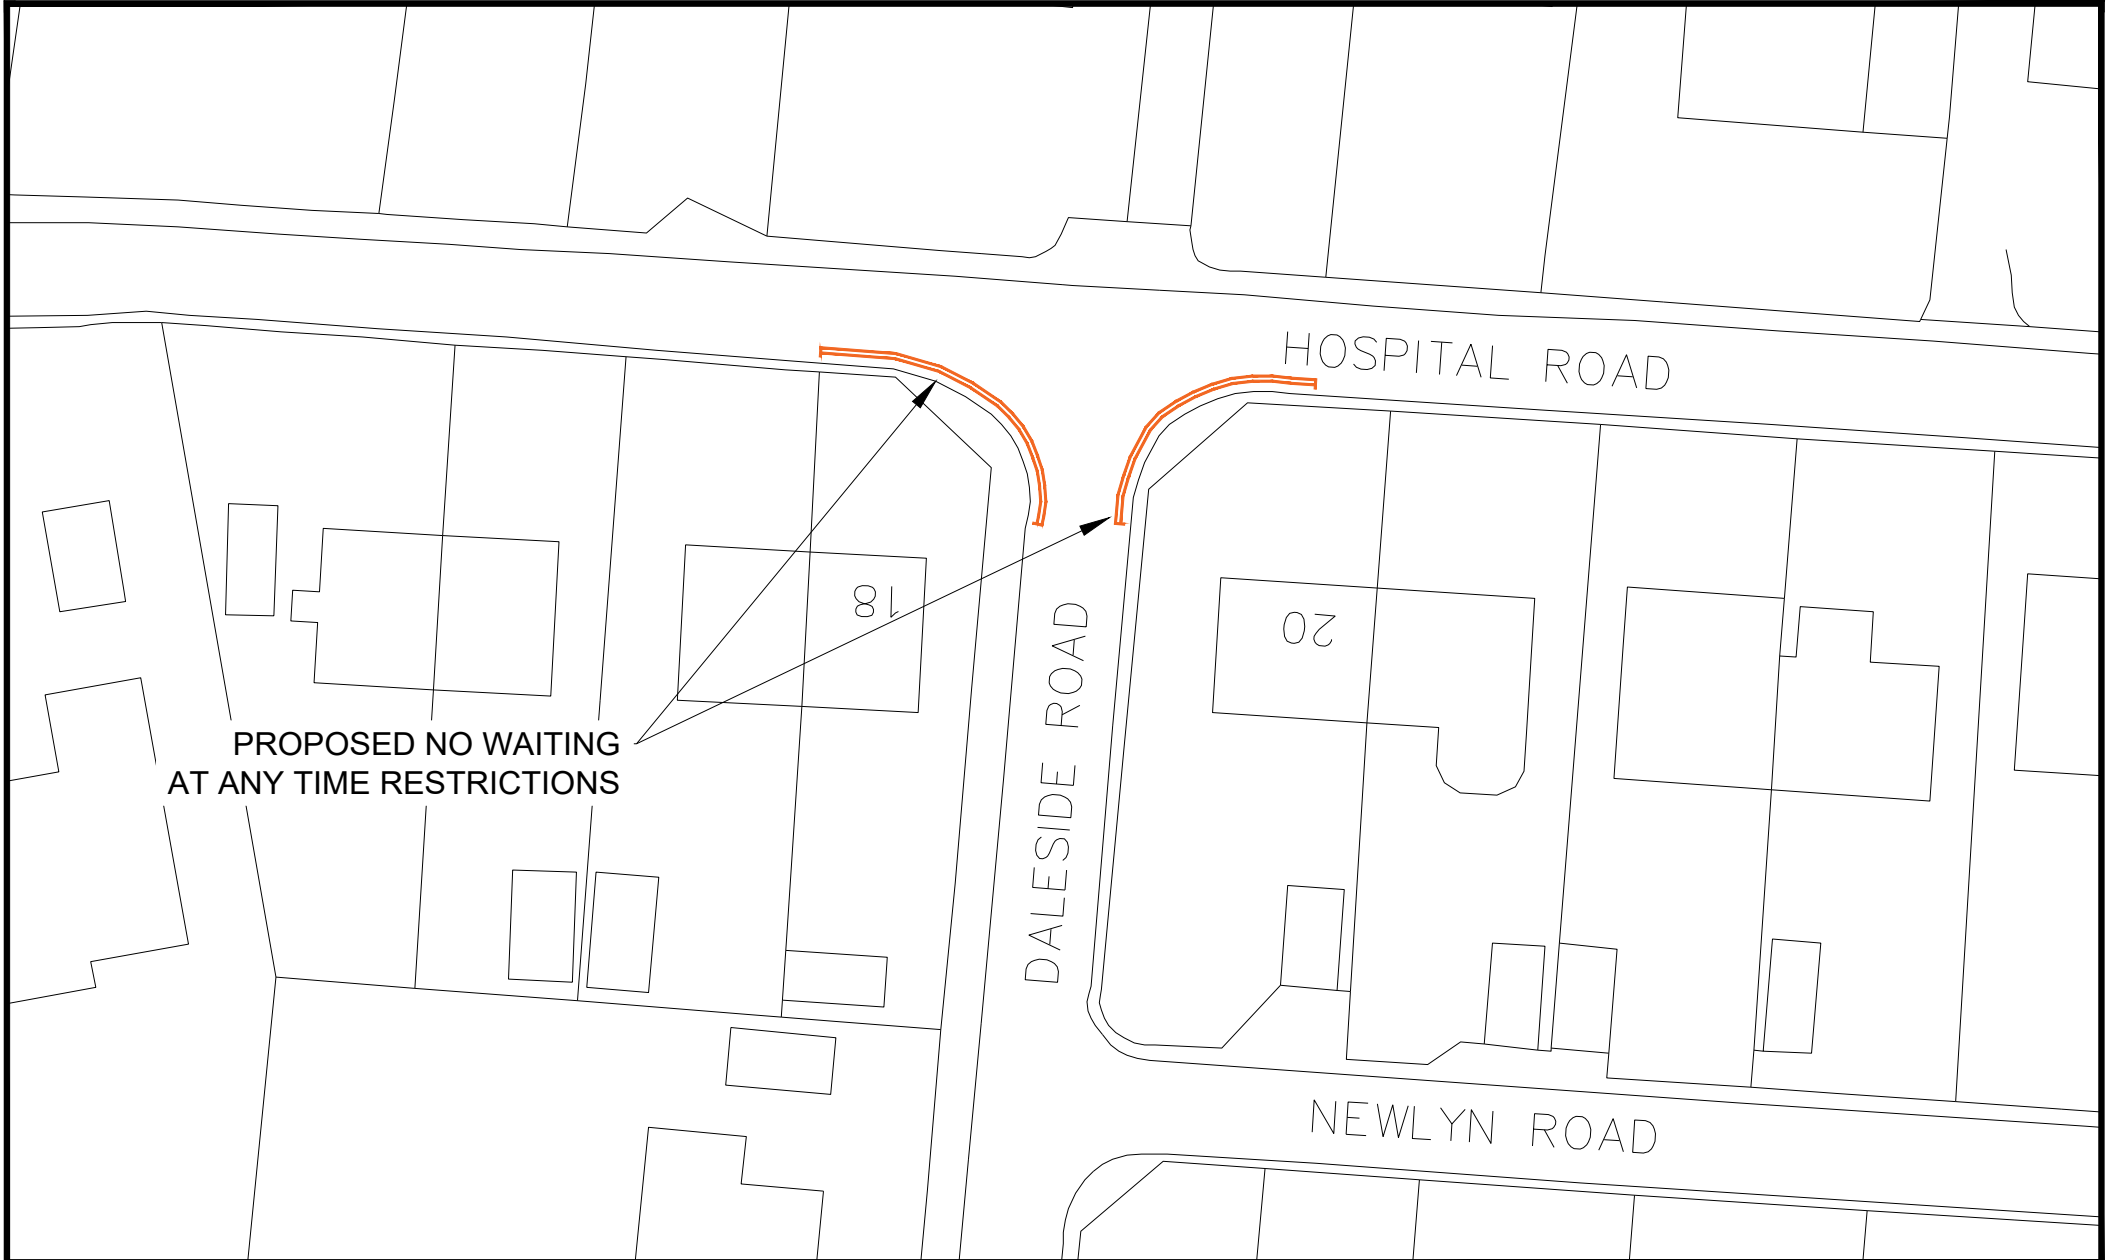 HOSPITAL ROAD
18
20
DALESIDE ROAD
PROPOSED NO WAITING
AT ANY TIME RESTRICTIONS
NEWLYN ROAD